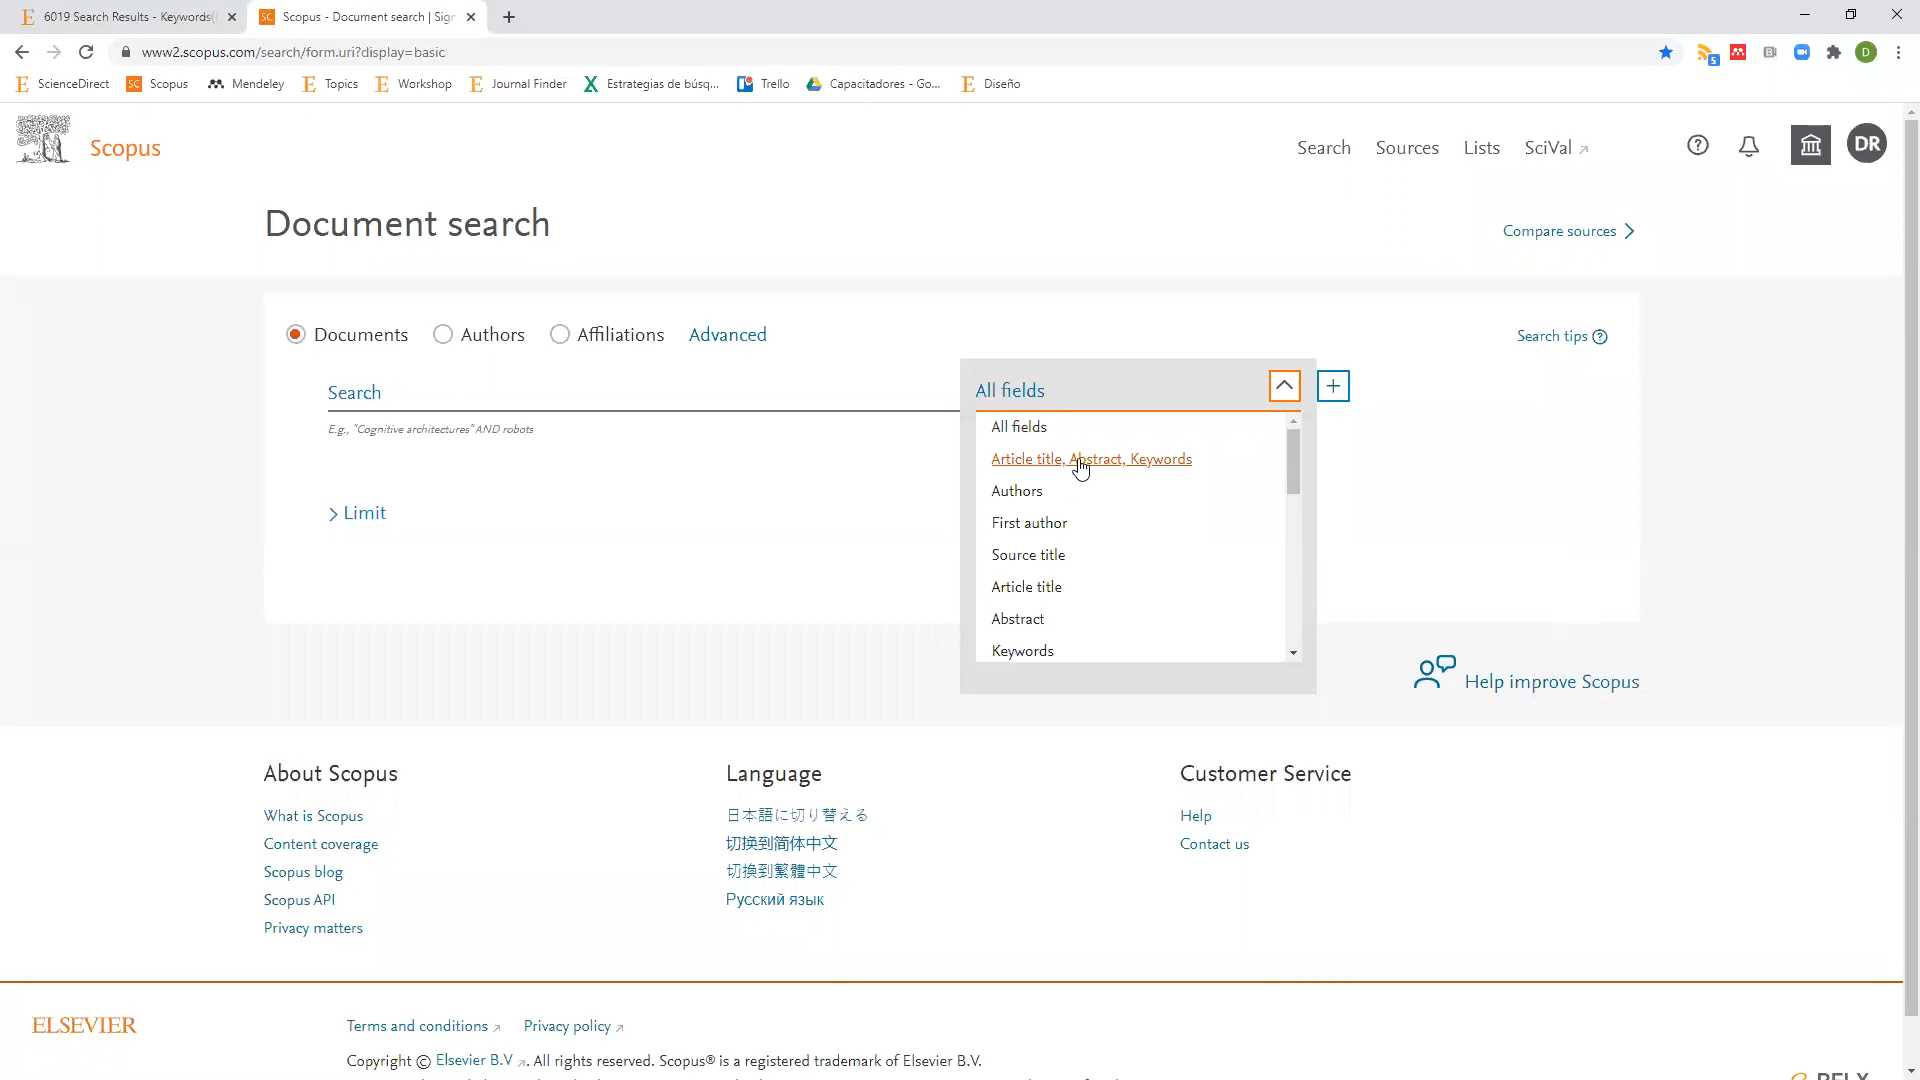 6019 Search Results - Keywords(
Scopus - Document search | Sig
www2.scopus.com/search/form.uri?display=basic
5
D
ScienceDirect
SC
Scopus
Mendeley
Topics
Workshop
Journal Finder
Estrategias de búsq...
Trello
Capacitadores - Go...
Diseño
Scopus
Search
Sources
Lists
SciVal
DR
Document search
Compare sources
Documents
Authors
Affiliations
Advanced
Search tips
Search
All fields
E.g., "Cognitive architectures" AND robots
All fields
Article title, Abstract, Keywords
Authors
First author
Source title
Article title
Abstract
Keywords
Limit
Help improve Scopus
About Scopus
What is Scopus
Content coverage
Scopus blog
Scopus API
Privacy matters
Language
日本語に切り替える
切换到简体中文
切換到繁體中文
Русский язык
Customer Service
Help
Contact us
ELSEVIER
Terms and conditions
Privacy policy
Copyright © Elsevier B.V. All rights reserved. Scopus® is a registered trademark of Elsevier B.V.
RELX